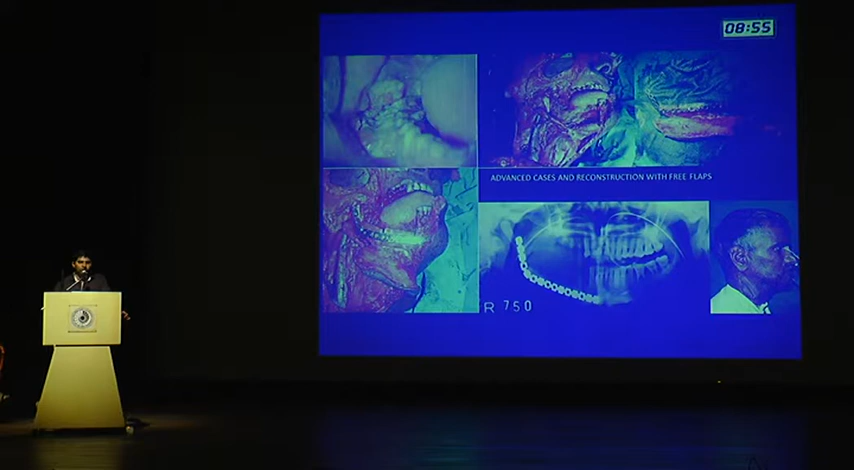 08:55
ADVANCED CASES AND RECONSTRUCTION WITH FREE FLAPS
R 750